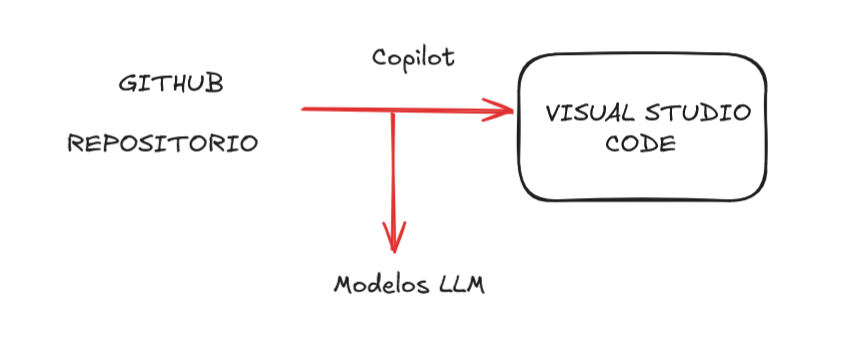 Copilot
GITHUB
REPOSITORIO
VISUAL STUDIO
CODE
Modelos LLM